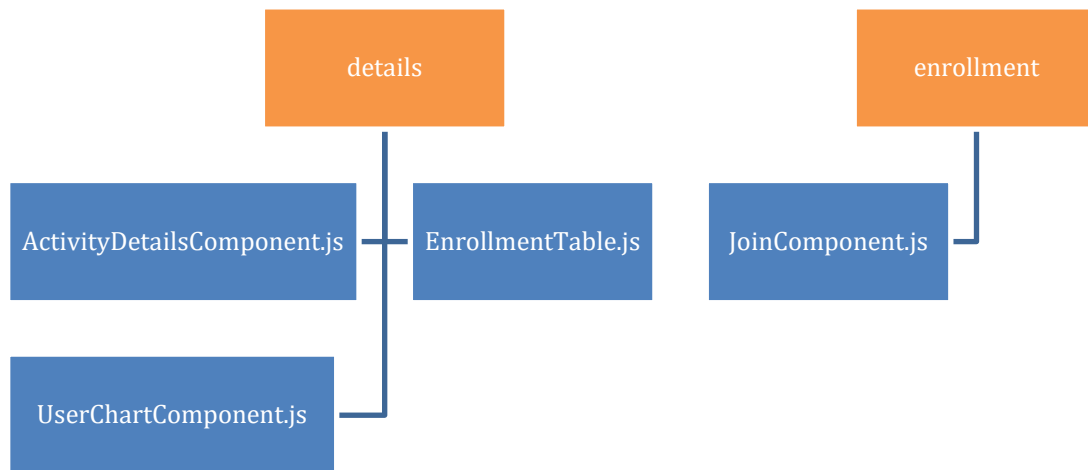 details
enrollment
ActivityDetailsComponent.js
EnrollmentTable.js
JoinComponent.js
UserChartComponent.js